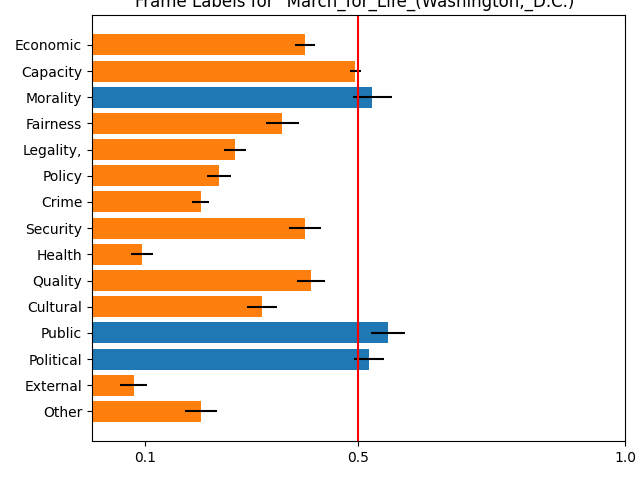 Frame Labels for "March_for_Life_(Washington,_D.C.)"
Economic
Capacity
Morality
Fairness
Legality,
Policy
Crime
Security
Health
Quality
Cultural
Public
Political
External
Other
0.1 0.5 1.0